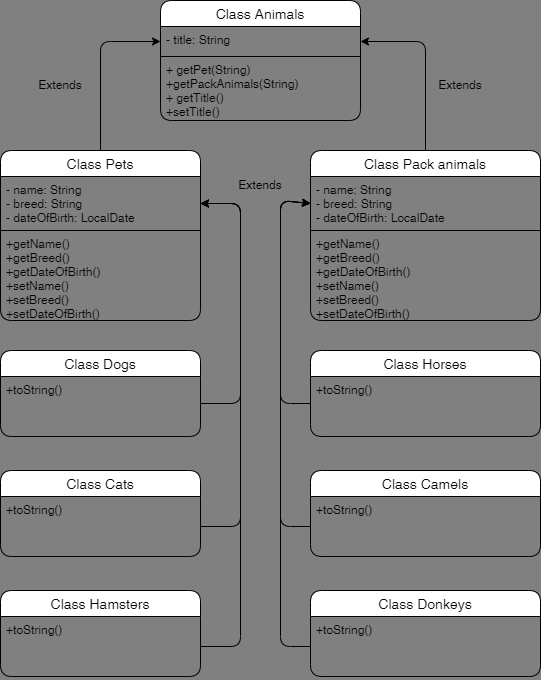 Class Animals
- title: String
+ getPet(String)
+getPackAnimals(String)
+ getTitle()
+setTitle()
Extends
Extends
Class Pets
- name: String
- breed: String
- dateOfBirth: LocalDate
+getName()
+getBreed()
+getDateOfBirth()
+setName()
+setBreed()
+setDateOfBirth()
Extends
Class Pack animals
- name: String
- breed: String
- dateOfBirth: LocalDate
+getName()
+getBreed()
+getDateOfBirth()
+setName()
+setBreed()
+setDateOfBirth()
Class Dogs
+toString()
Class Horses
+toString()
Class Cats
+toString()
Class Camels
+toString()
Class Hamsters
+toString()
Class Donkeys
+toString()